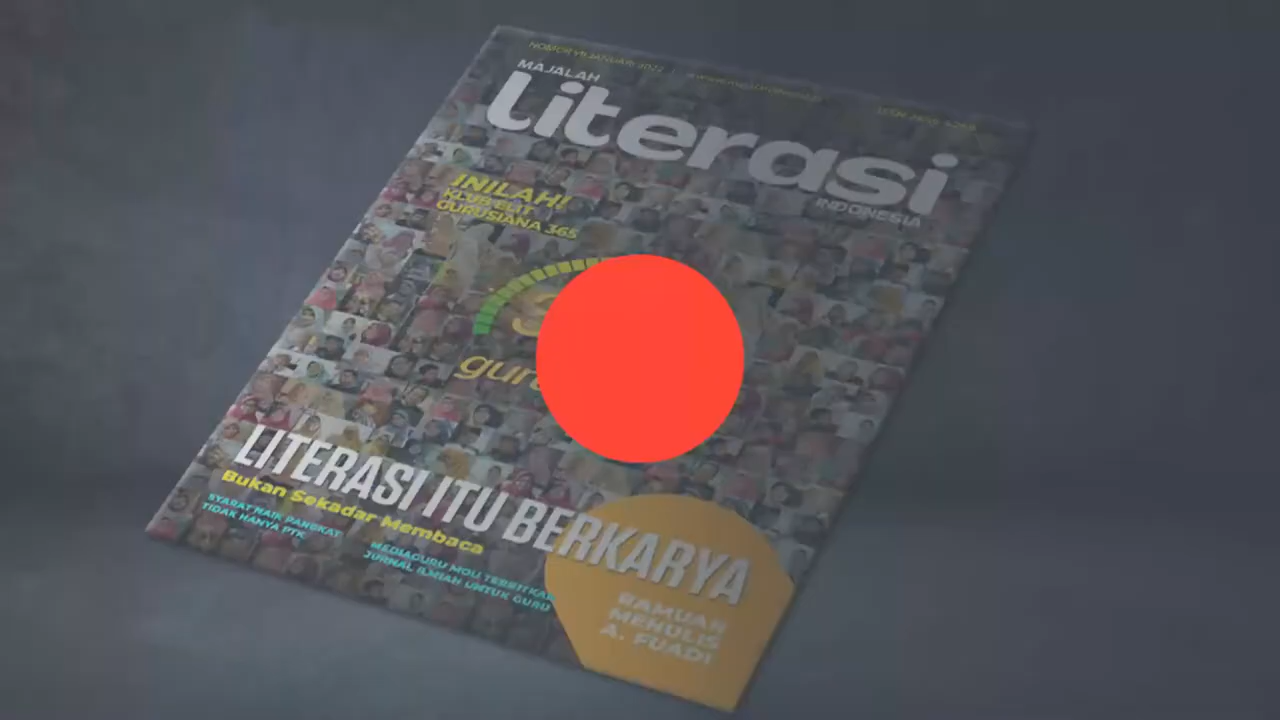 MAJALAH
Literasi
INDONESIA
INILAH!
KLUB ELIT
GURUSIANA 365
LITERASI ITU BERKARYA
Bukan Sekadar Membaca
SYARAT NAIK PANGKAT
TIDAK HANYA PTK
MEDIAGURU MOU TERBITKAN
JURNAL ILMIAH UNTUK GURU
RAMUAN
MENULIS
A. FUADI